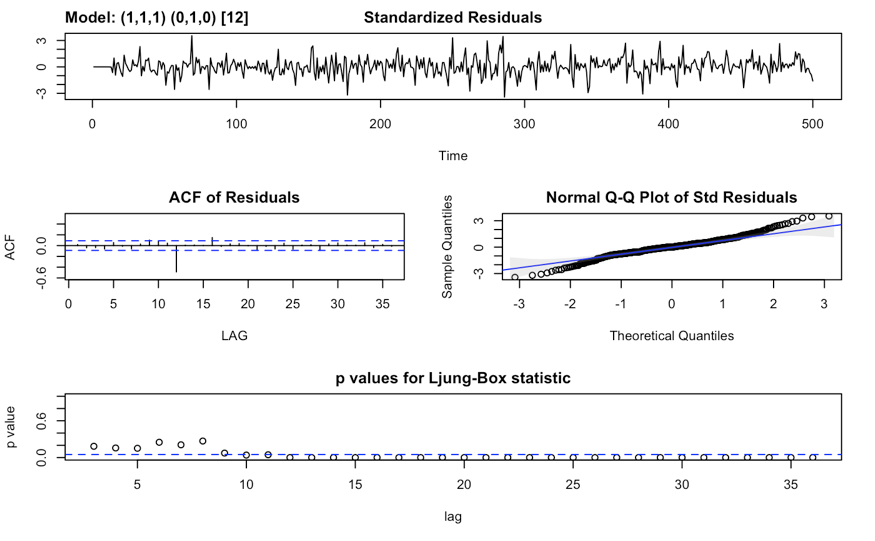 Model: (1,1,1) (0,1,0) [12] Standardized Residuals
3
0
-3
0 100 200 300 400 500
Time
ACF of Residuals
ACF
0.0
-0.6
0 5 10 15 20 25 30 35
LAG
Normal Q-Q Plot of Std Residuals
Sample Quantiles
3
0
-3
-3 -2 -1 0 1 2 3
Theoretical Quantiles
p values for Ljung-Box statistic
p value
0.6
0.0
5 10 15 20 25 30 35
lag